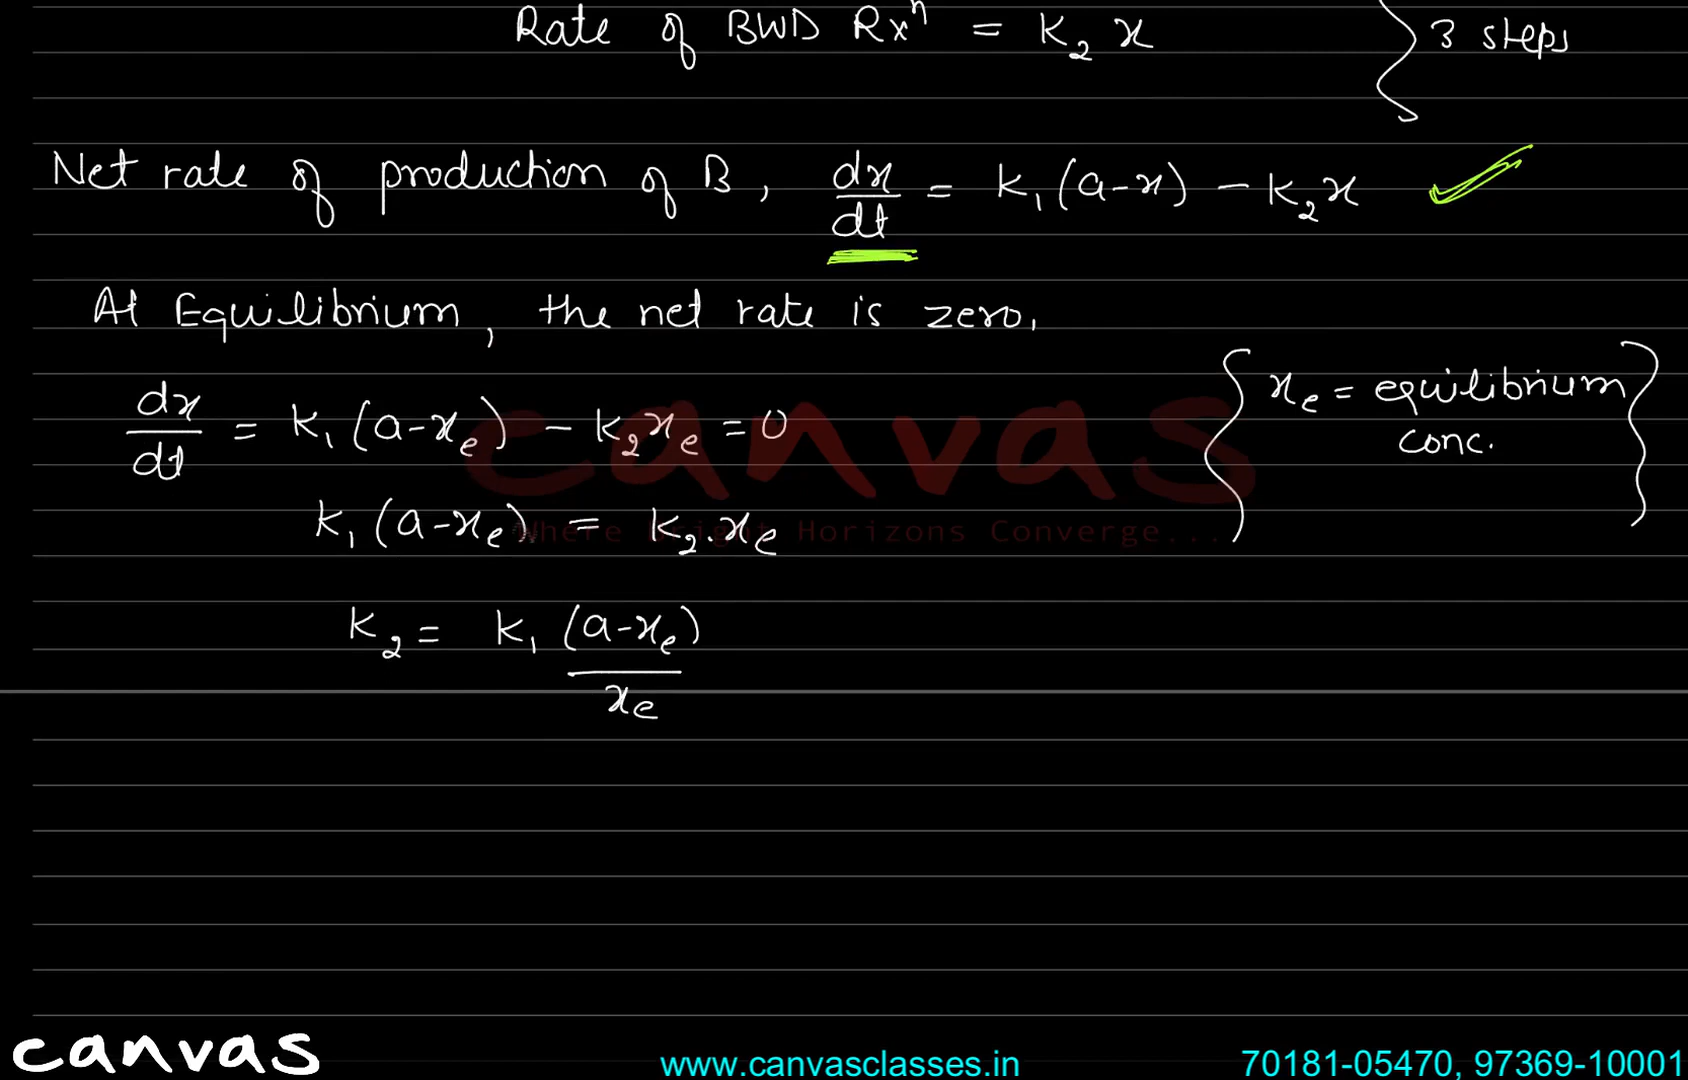 Rate of BWD Rxⁿ = K₂ x
3 steps
Net rate of production of B, dx/dt = K₁(a-x) - K₂x
At Equilibrium, the net rate is zero.
dx/dt = K₁(a-xₑ) - K₂xₑ = 0
xₑ = equilibrium
conc.
K₁(a-xₑ) = K₂.xₑ
K₂ = K₁ (a-xₑ)/xₑ
canvas
Where Bright Horizons Converge...
canvas
www.canvasclasses.in
70181-05470, 97369-10001